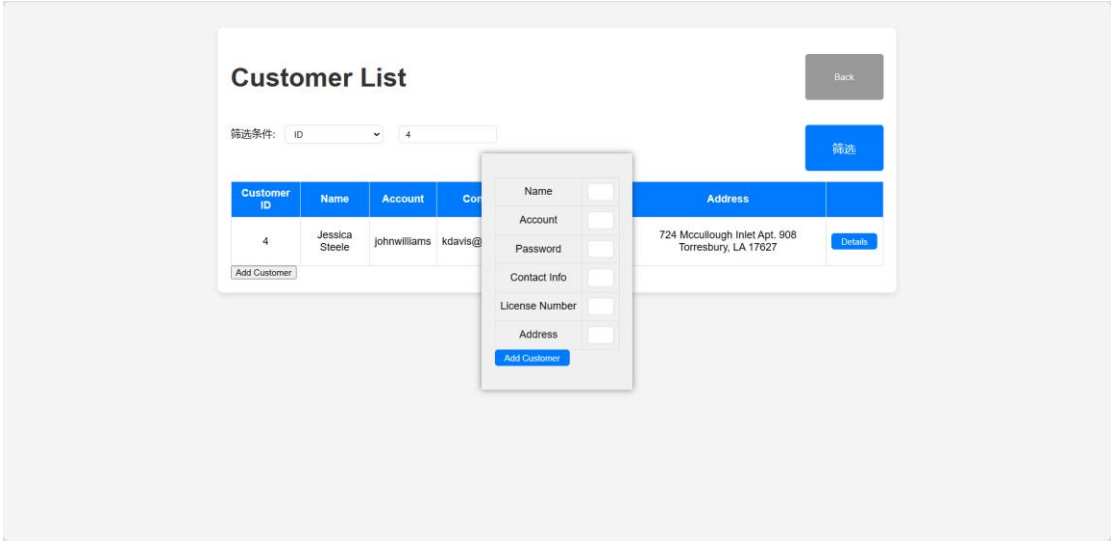 Customer List
Back
筛选条件: ID 4
筛选
Customer ID Name Account Address
4 Jessica Steele johnwilliams kdavis@ 724 Mccullough Inlet Apt. 908 Torresbury, LA 17627 Details
Add Customer
Name
Account
Password
Contact Info
License Number
Address
Add Customer